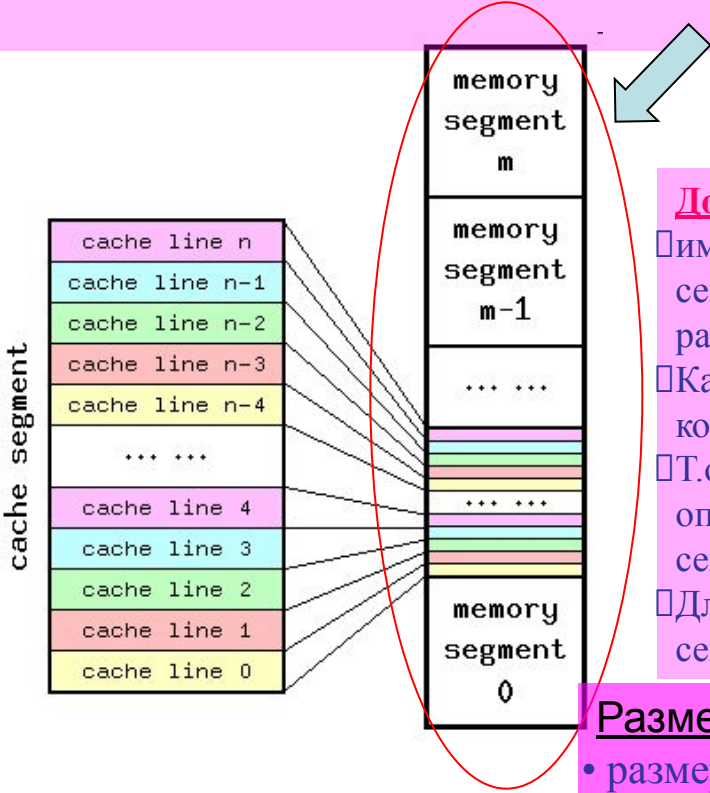 cache segment
cache line n
cache line n-1
cache line n-2
cache line n-3
cache line n-4
... ...
cache line 4
cache line 3
cache line 2
cache line 1
cache line 0
memory
segment
m
memory
segment
m-1
... ...
... ...
memory
segment
0
Т.
• разме